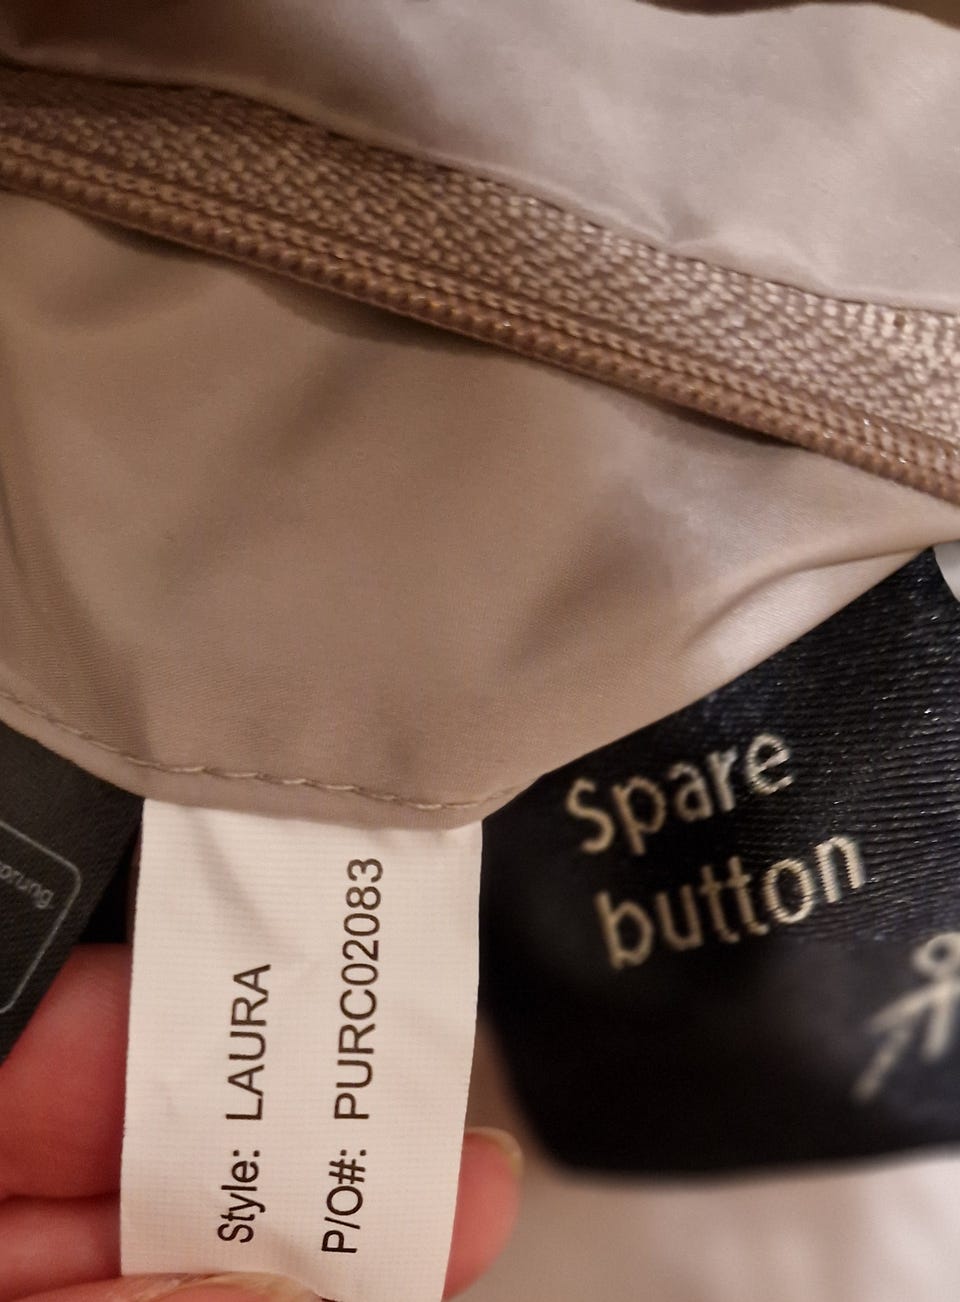 Style: LAURA
P/O#: PURC02083
Spare
button